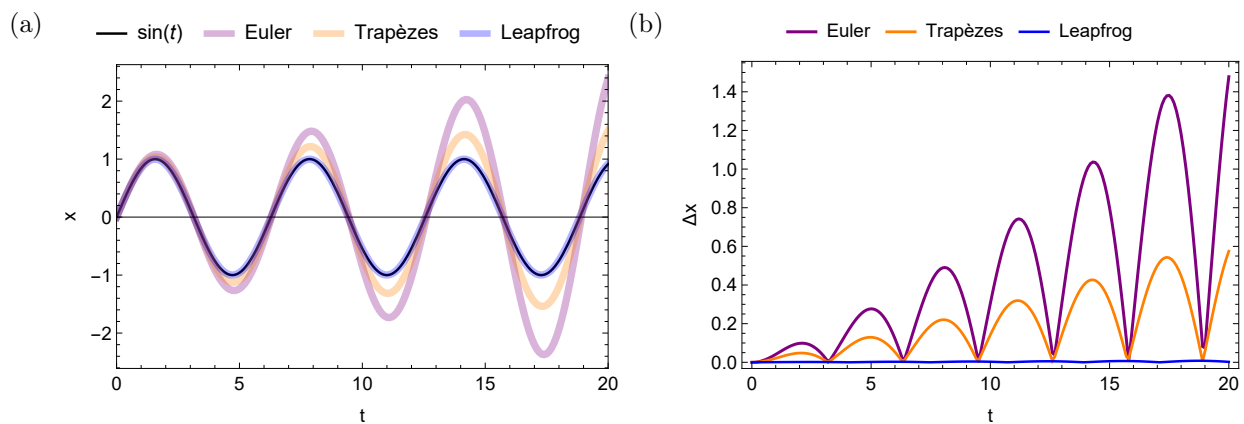 (a)
sin(t) Euler Trapèzes Leapfrog
x
2
1
0
−1
−2
0 5 10 15 20
t
(b)
Euler Trapèzes Leapfrog
Δx
1.4
1.2
1.0
0.8
0.6
0.4
0.2
0.0
0 5 10 15 20
t